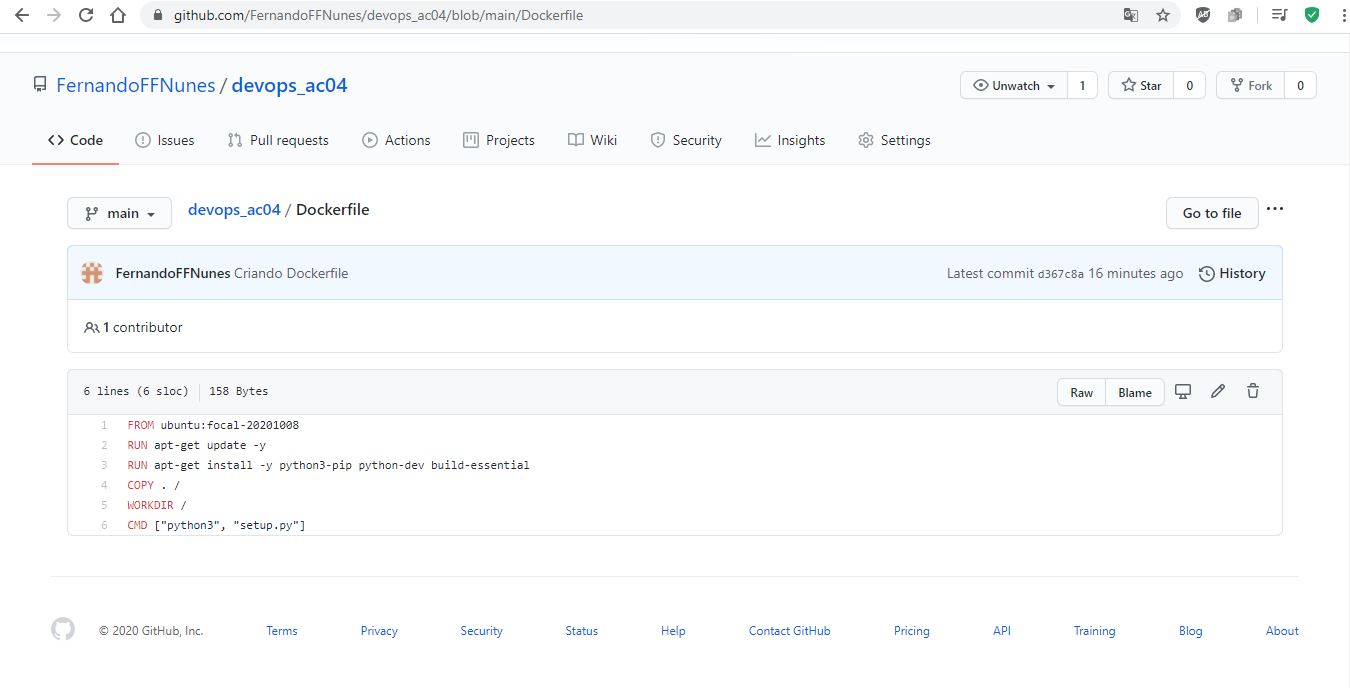 github.com/FernandoFFNunes/devops_ac04/blob/main/Dockerfile
FernandoFFNunes / devops_ac04
Unwatch 1 Star 0 Fork 0
Code Issues Pull requests Actions Projects Wiki Security Insights Settings
main devops_ac04 / Dockerfile Go to file
FernandoFFNunes Criando Dockerfile Latest commit d367c8a 16 minutes ago History
1 contributor
6 lines (6 sloc) 158 Bytes Raw Blame
1 FROM ubuntu:focal-20201008
2 RUN apt-get update -y
3 RUN apt-get install -y python3-pip python-dev build-essential
4 COPY . /
5 WORKDIR /
6 CMD ["python3", "setup.py"]
© 2020 GitHub, Inc. Terms Privacy Security Status Help Contact GitHub Pricing API Training Blog About